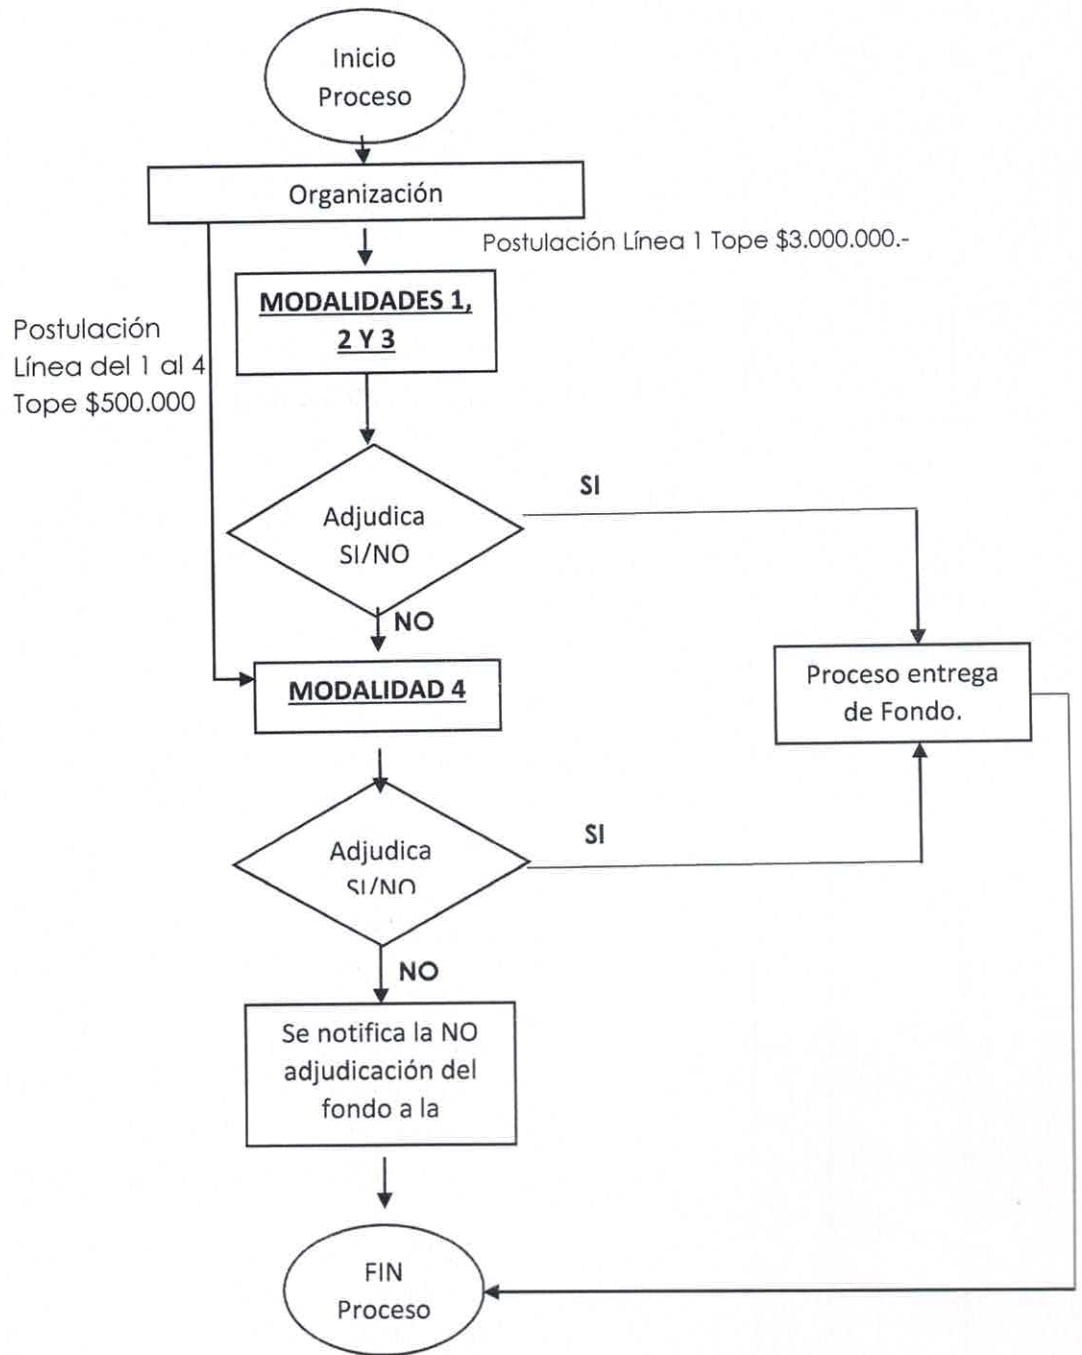 Inicio
Proceso
Organización
Postulación Línea 1 Tope $3.000.000.-
MODALIDADES 1,
2 Y 3
Postulación
Línea del 1 al 4
Tope $500.000
Adjudica
SI/NO
SI
NO
MODALIDAD 4
Proceso entrega
de Fondo.
Adjudica
SI/NO
SI
NO
Se notifica la NO
adjudicación del
fondo a la
FIN
Proceso